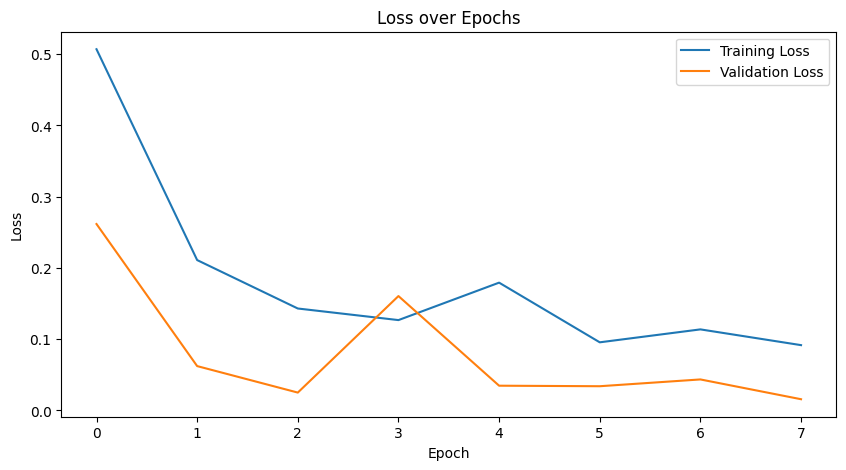 Loss over Epochs
Training Loss
Validation Loss
0.5
0.4
0.3
0.2
0.1
0.0
Loss
0 1 2 3 4 5 6 7
Epoch